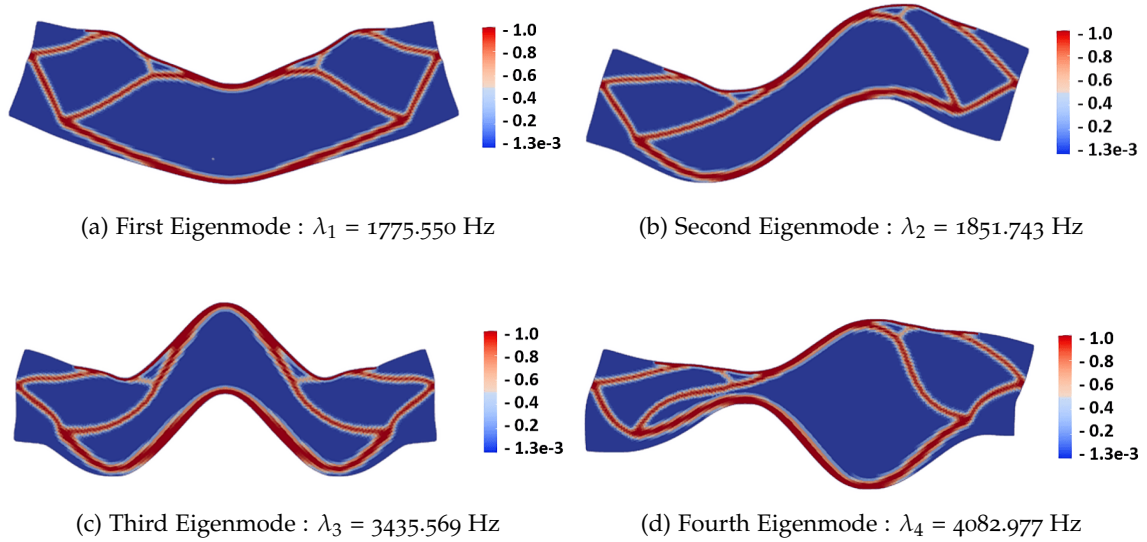 - 1.0
- 0.8
- 0.6
- 0.4
- 0.2
- 1.3e-3
- 1.0
- 0.8
- 0.6
- 0.4
- 0.2
- 1.3e-3
(a) First Eigenmode : λ₁ = 1775.550 Hz
(b) Second Eigenmode : λ₂ = 1851.743 Hz
- 1.0
- 0.8
- 0.6
- 0.4
- 0.2
- 1.3e-3
- 1.0
- 0.8
- 0.6
- 0.4
- 0.2
- 1.3e-3
(c) Third Eigenmode : λ₃ = 3435.569 Hz
(d) Fourth Eigenmode : λ₄ = 4082.977 Hz